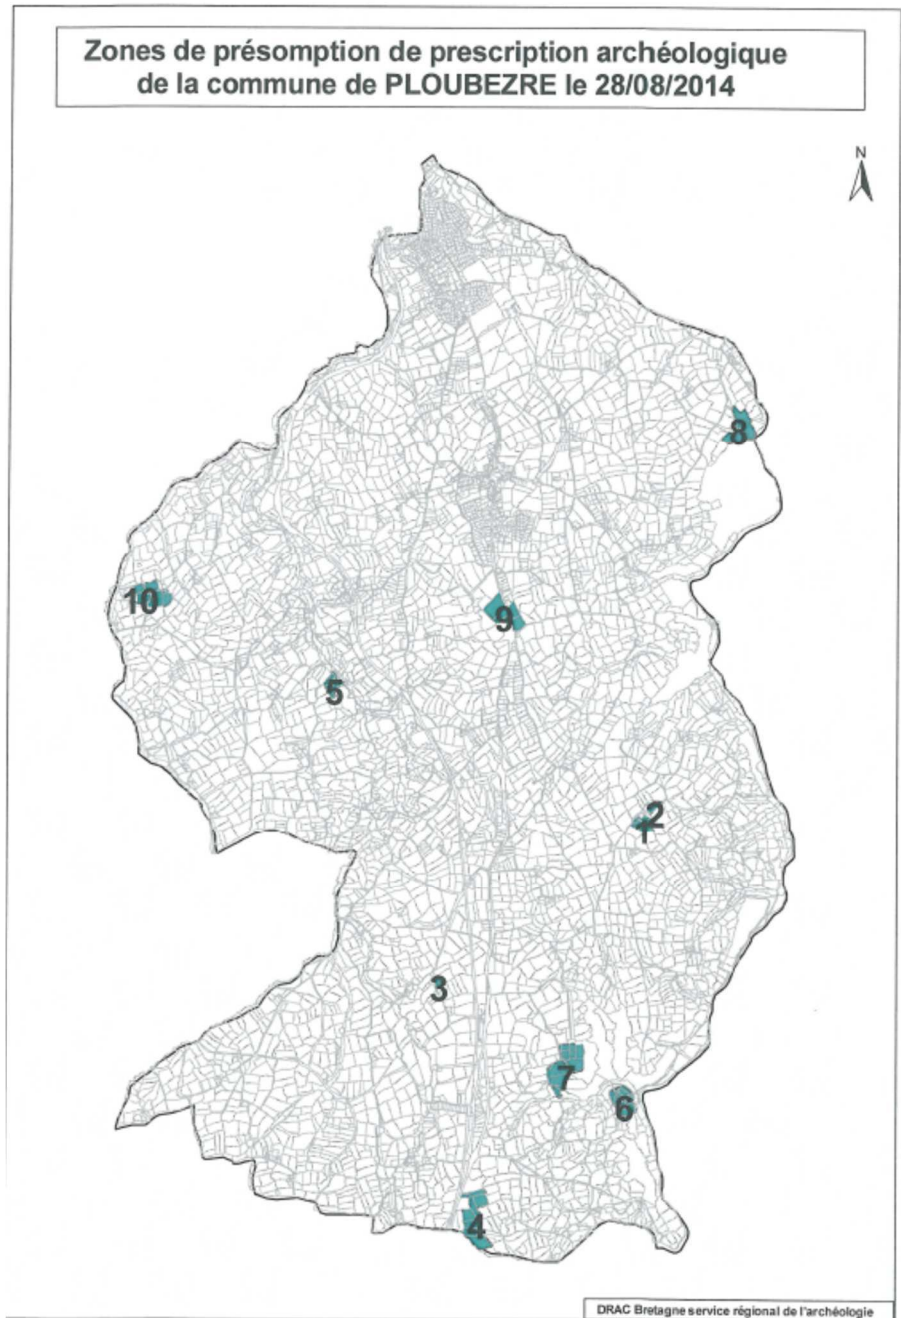 Zones de présomption de prescription archéologique
de la commune de PLOUBEZRE le 28/08/2014
N
8
10
9
5
2
1
3
7
6
4
DRAC Bretagne service régional de l'archéologie